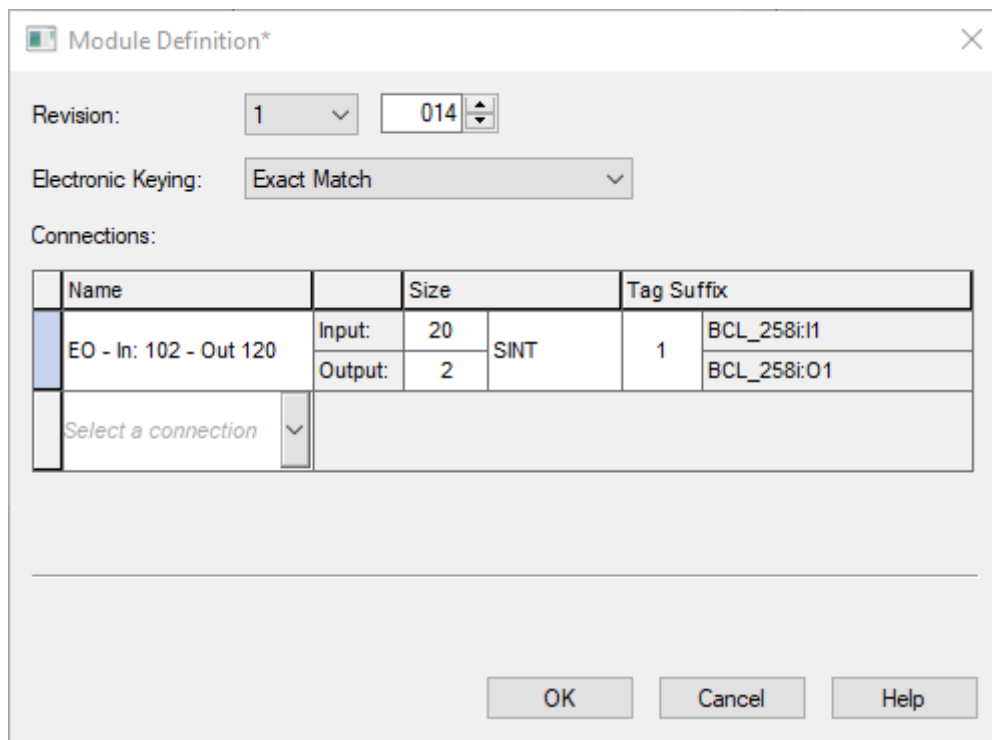 Module Definition*
Revision: 1 014
Electronic Keying: Exact Match
Connections:
Name Size Tag Suffix
EO - In: 102 - Out 120 Input: 20 SINT 1 BCL_258i:I1
Output: 2 BCL_258i:O1
Select a connection
OK Cancel Help